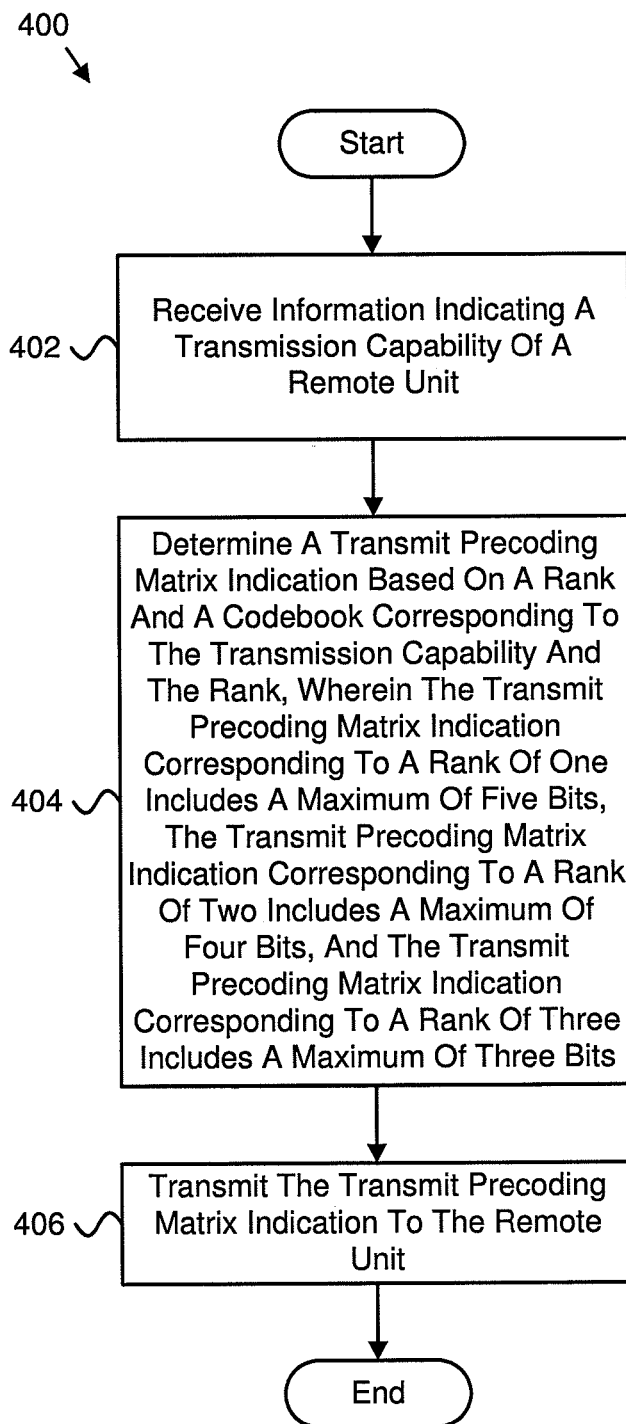 400
Start
402
Receive Information Indicating A
Transmission Capability Of A
Remote Unit
404
Determine A Transmit Precoding
Matrix Indication Based On A Rank
And A Codebook Corresponding To
The Transmission Capability And
The Rank, Wherein The Transmit
Precoding Matrix Indication
Corresponding To A Rank Of One
Includes A Maximum Of Five Bits,
The Transmit Precoding Matrix
Indication Corresponding To A Rank
Of Two Includes A Maximum Of
Four Bits, And The Transmit
Precoding Matrix Indication
Corresponding To A Rank Of Three
Includes A Maximum Of Three Bits
406
Transmit The Transmit Precoding
Matrix Indication To The Remote
Unit
End